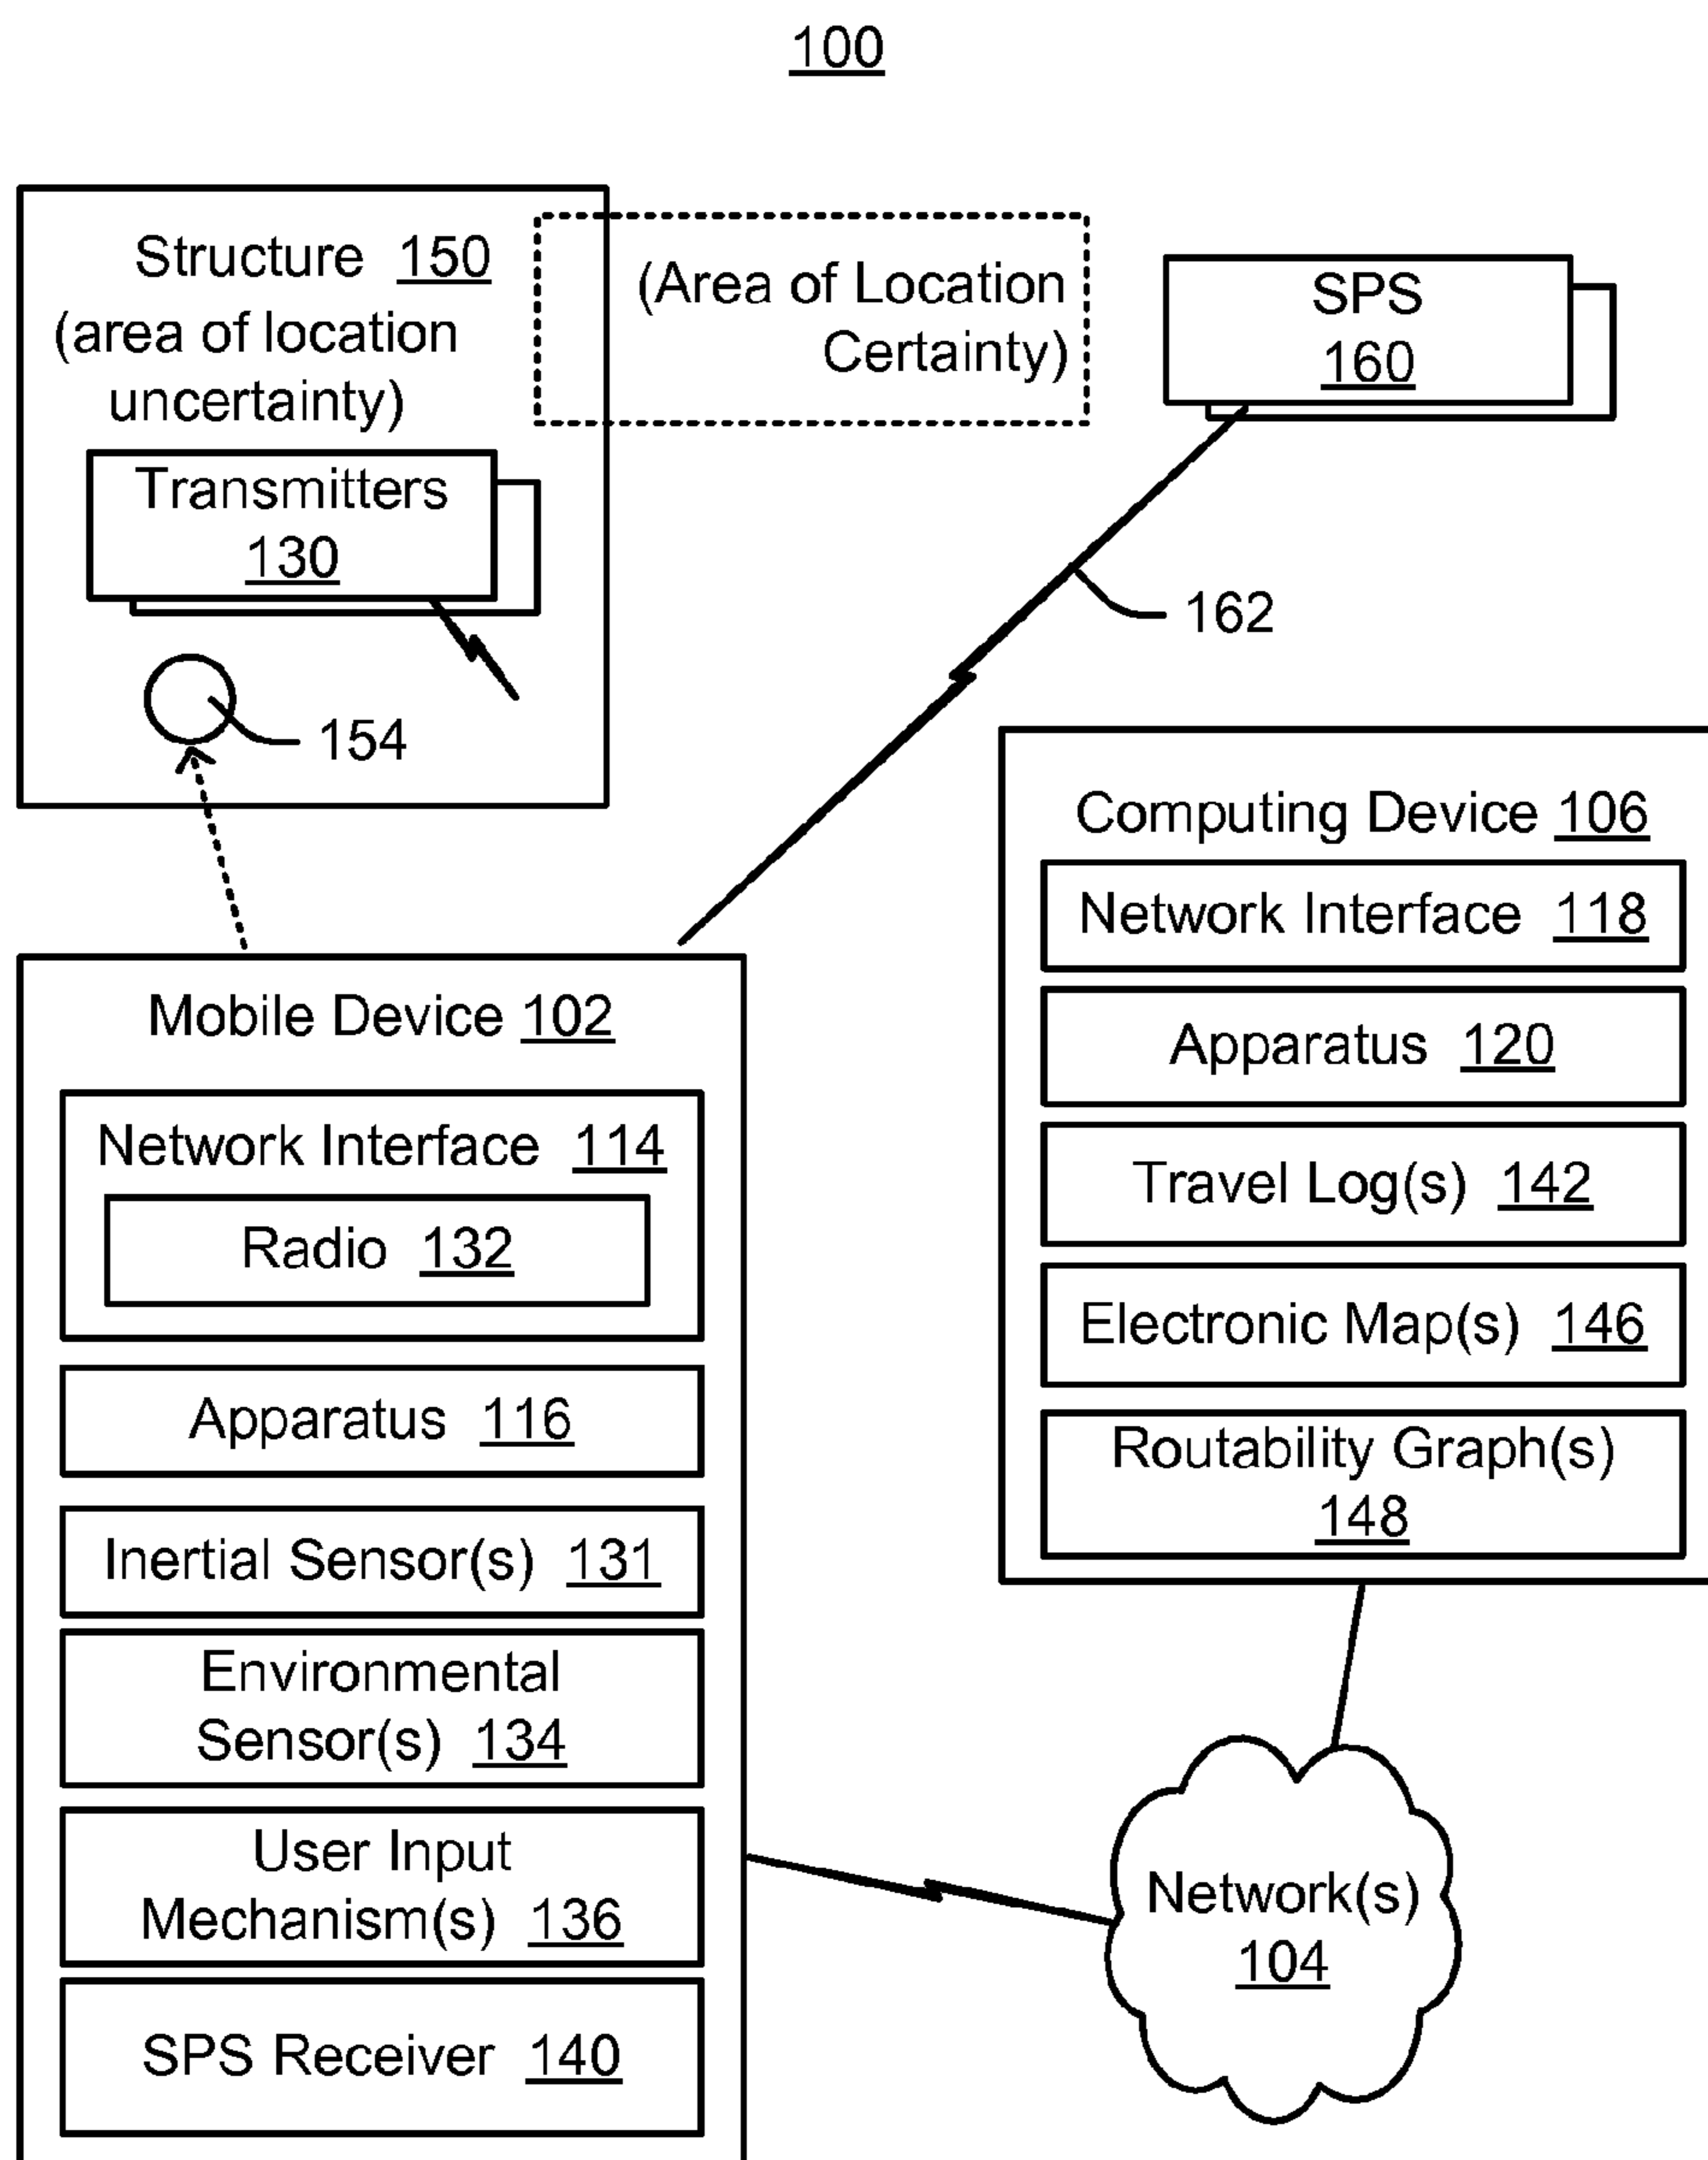 100
Structure 150
(area of location
uncertainty)
(Area of Location
Certainty)
SPS
160
Transmitters
130
162
154
Computing Device 106
Network Interface 118
Apparatus 120
Travel Log(s) 142
Electronic Map(s) 146
Routability Graph(s)
148
Mobile Device 102
Network Interface 114
Radio 132
Apparatus 116
Inertial Sensor(s) 131
Environmental
Sensor(s) 134
User Input
Mechanism(s) 136
SPS Receiver 140
Network(s)
104